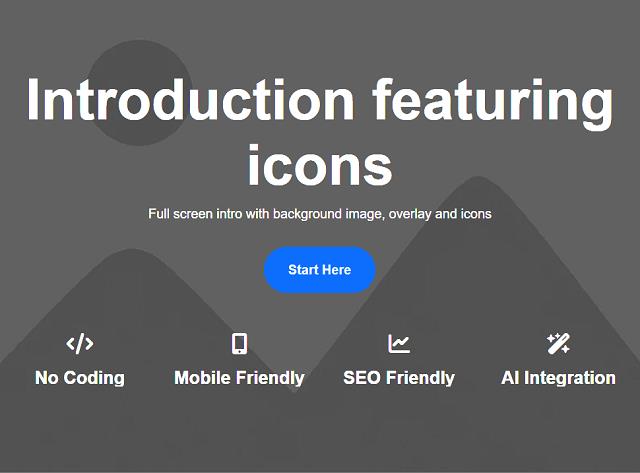 Introduction featuring
icons
Full screen intro with background image, overlay and icons
Start Here
No Coding
Mobile Friendly
SEO Friendly
AI Integration